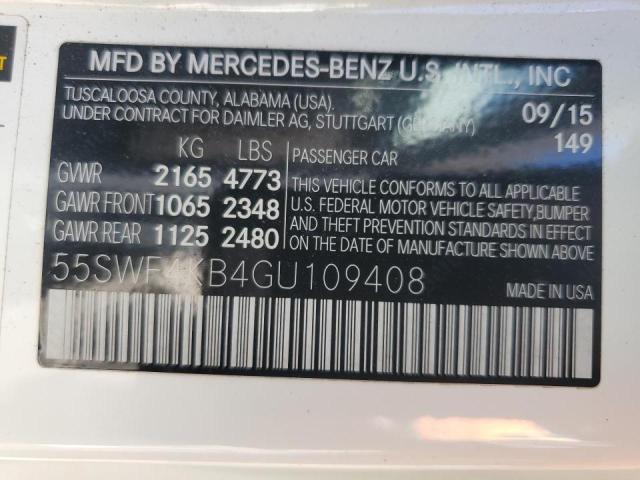 MFD BY MERCEDES-BENZ U.S. INTL., INC
TUSCALOOSA COUNTY, ALABAMA (USA). 09/15
UNDER CONTRACT FOR DAIMLER AG, STUTTGART (GERMANY) 149
KG LBS PASSENGER CAR
GVWR 2165 4773
GAWR FRONT 1065 2348
GAWR REAR 1125 2480
THIS VEHICLE CONFORMS TO ALL APPLICABLE
U.S. FEDERAL MOTOR VEHICLE SAFETY, BUMPER
AND THEFT PREVENTION STANDARDS IN EFFECT
ON THE DATE OF MANUFACTURE SHOWN ABOVE.
55SWF4KB4GU109408
MADE IN USA